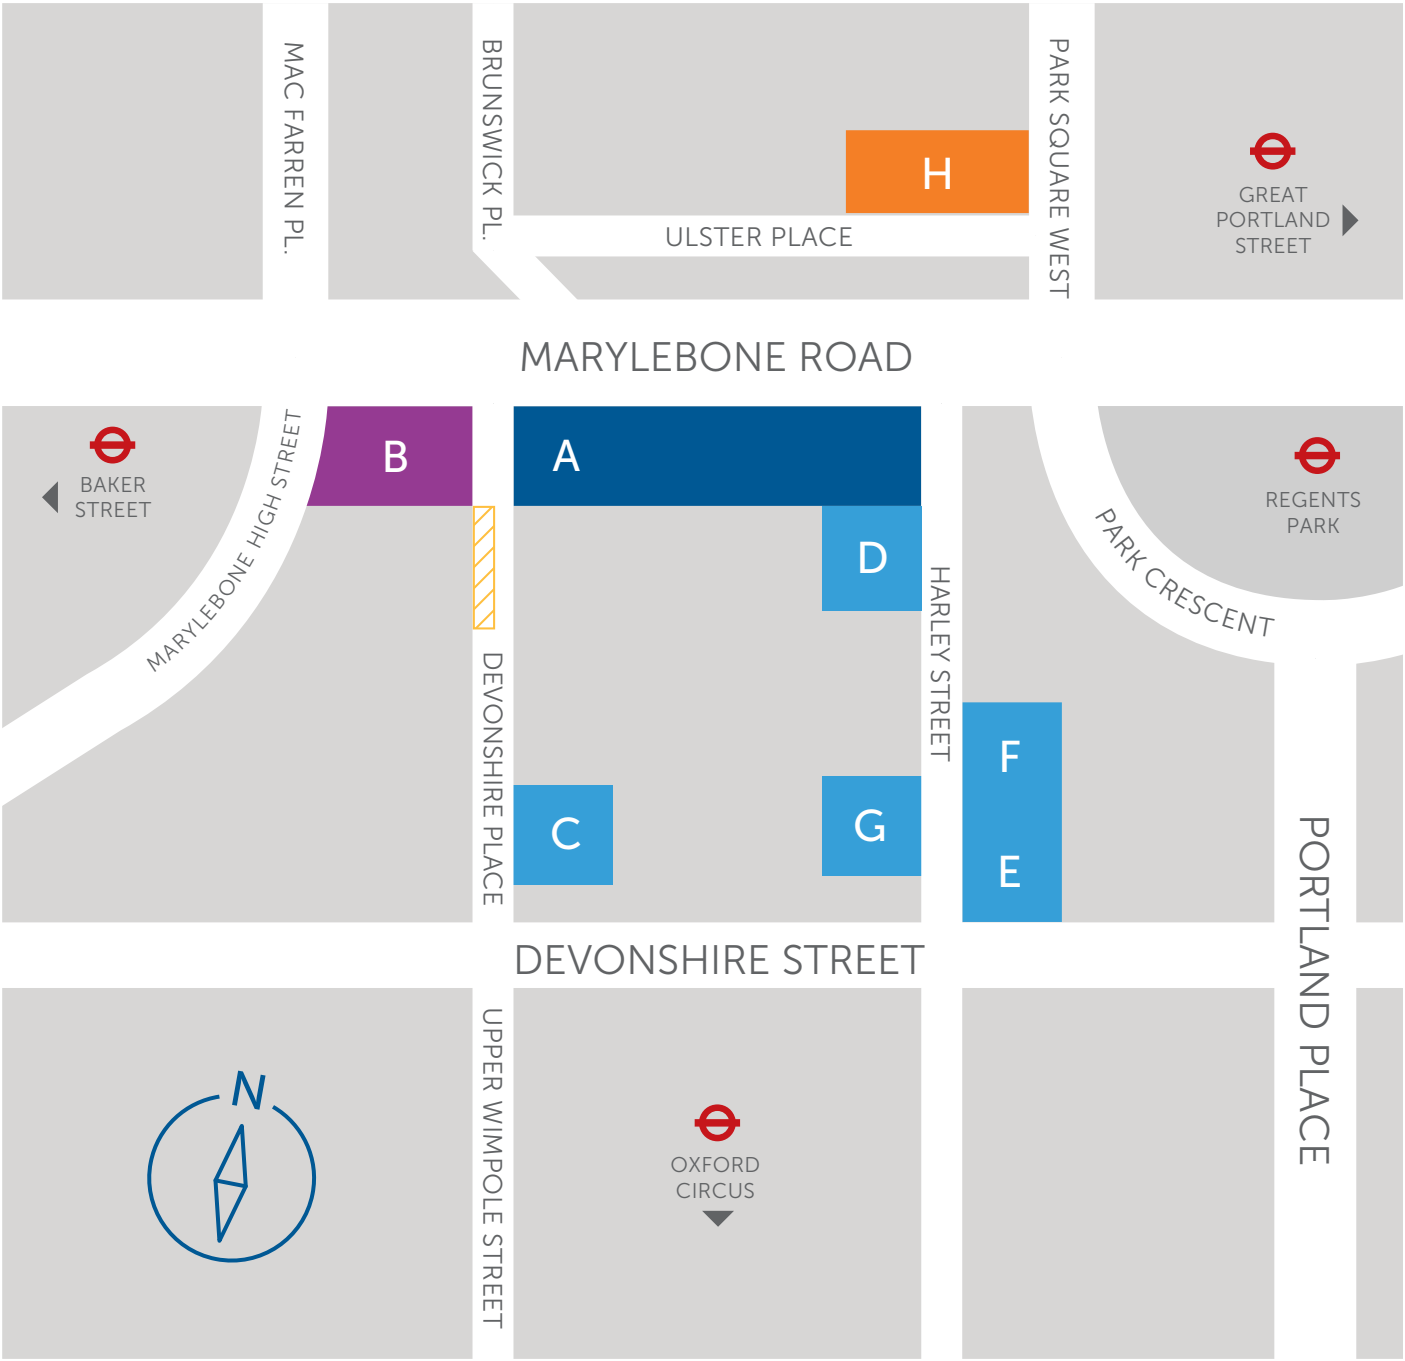 MAC FARREN PL.
BRUNSWICK PL.
PARK SQUARE WEST
H
GREAT
PORTLAND
STREET
ULSTER PLACE
MARYLEBONE ROAD
MARYLEBONE HIGH STREET
B
A
BAKER
STREET
REGENTS
PARK
PARK CRESCENT
D
HARLEY STREET
DEVONSHIRE PLACE
F
C
G
E
PORTLAND PLACE
DEVONSHIRE STREET
UPPER WIMPOLE STREET
N
OXFORD
CIRCUS